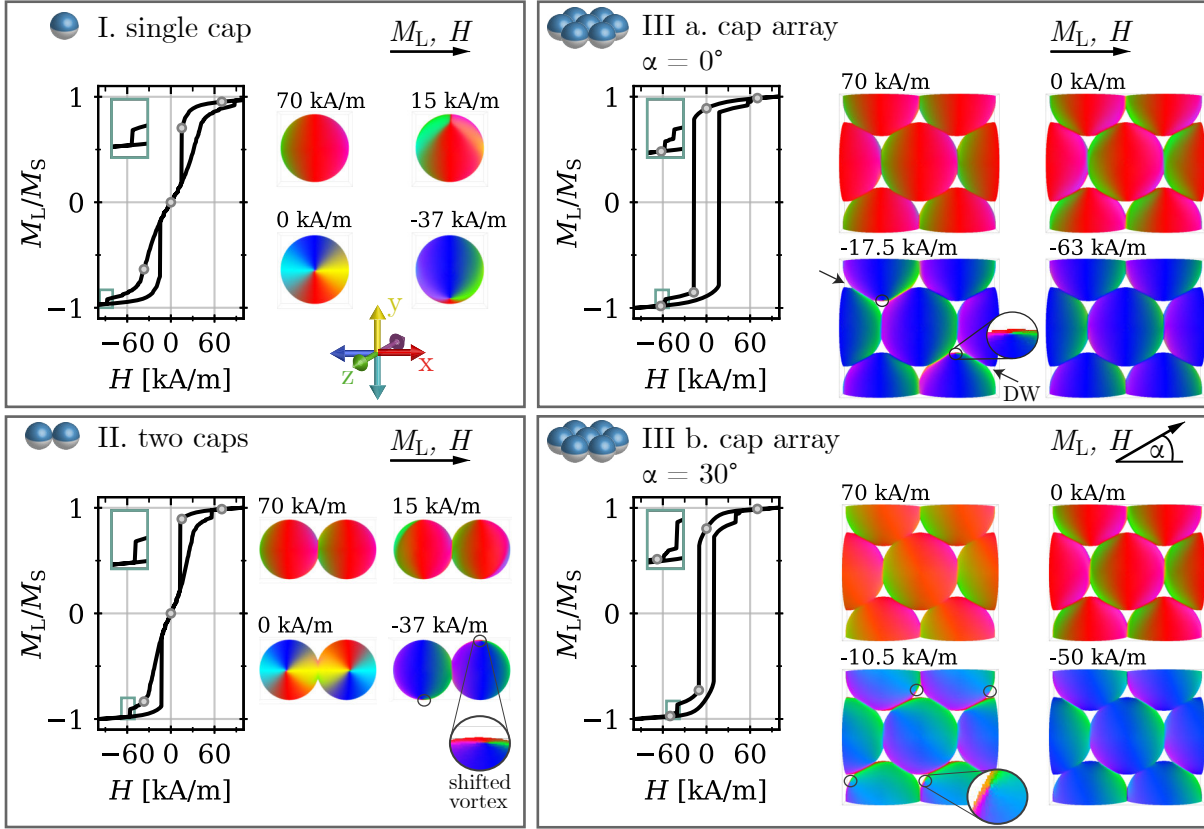 I. single cap
M_L, H
70 kA/m
15 kA/m
0 kA/m
-37 kA/m
M_L/M_S
1
0
−1
−60 0 60
H [kA/m]
y
x
z
III a. cap array
α = 0°
M_L, H
70 kA/m
0 kA/m
-17.5 kA/m
-63 kA/m
DW
M_L/M_S
1
0
−1
−60 0 60
H [kA/m]
II. two caps
M_L, H
70 kA/m
15 kA/m
0 kA/m
-37 kA/m
shifted
vortex
M_L/M_S
1
0
−1
−60 0 60
H [kA/m]
III b. cap array
α = 30°
M_L, H
α
70 kA/m
0 kA/m
-10.5 kA/m
-50 kA/m
M_L/M_S
1
0
−1
−60 0 60
H [kA/m]